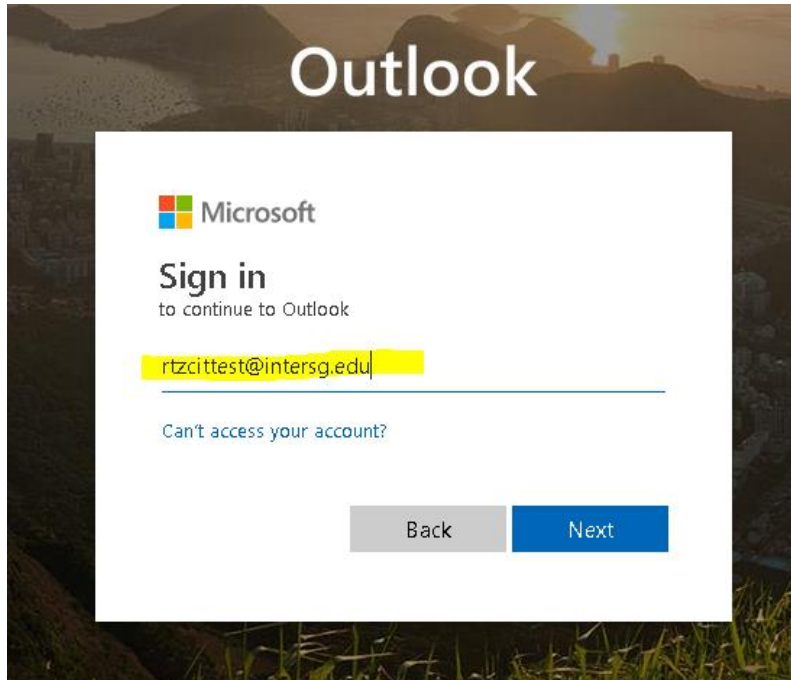 Outlook
Microsoft
Sign in
to continue to Outlook
rtzcittest@intersg.edu
Can't access your account?
Back Next